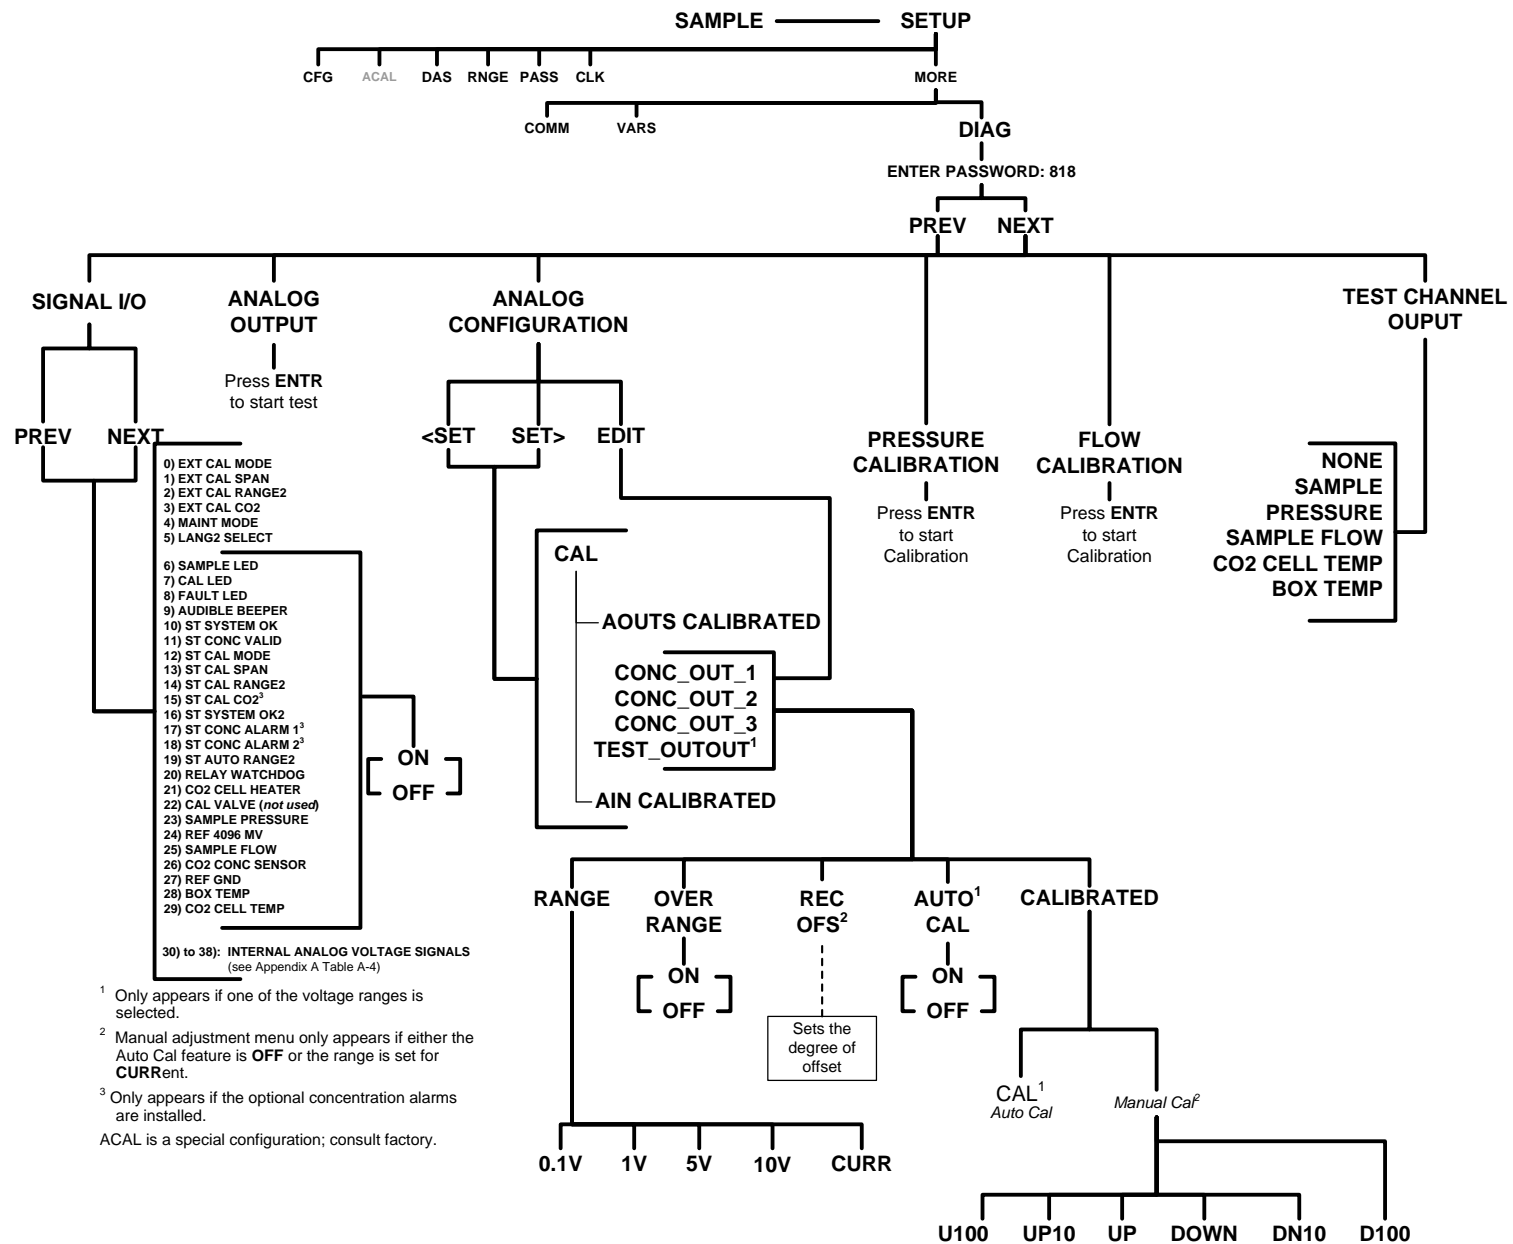 SAMPLE SETUP
CFG ACAL DAS RNGE PASS CLK MORE
COMM VARS
DIAG
ENTER PASSWORD: 818
PREV NEXT
SIGNAL I/O
PREV NEXT
0) EXT CAL MODE
1) EXT CAL SPAN
2) EXT CAL RANGE2
3) EXT CAL CO2
4) MAINT MODE
5) LANG2 SELECT
6) SAMPLE LED
7) CAL LED
8) FAULT LED
9) AUDIBLE BEEPER
10) ST SYSTEM OK
11) ST CONC VALID
12) ST CAL MODE
13) ST CAL SPAN
14) ST CAL RANGE2
15) ST CAL CO2³
16) ST SYSTEM OK2
17) ST CONC ALARM 1³
18) ST CONC ALARM 2³
19) ST AUTO RANGE2
20) RELAY WATCHDOG
21) CO2 CELL HEATER
22) CAL VALVE (not used)
23) SAMPLE PRESSURE
24) REF 4096 MV
25) SAMPLE FLOW
26) CO2 CONC SENSOR
27) REF GND
28) BOX TEMP
29) CO2 CELL TEMP
30) to 38): INTERNAL ANALOG VOLTAGE SIGNALS
(see Appendix A Table A-4)
ON
OFF
ANALOG
OUTPUT
Press ENTR
to start test
ANALOG
CONFIGURATION
<SET SET> EDIT
CAL
AOUTS CALIBRATED
CONC_OUT_1
CONC_OUT_2
CONC_OUT_3
TEST_OUTOUT¹
AIN CALIBRATED
PRESSURE
CALIBRATION
Press ENTR
to start
Calibration
FLOW
CALIBRATION
Press ENTR
to start
Calibration
TEST CHANNEL
OUPUT
NONE
SAMPLE
PRESSURE
SAMPLE FLOW
CO2 CELL TEMP
BOX TEMP
RANGE
0.1V 1V 5V 10V CURR
OVER
RANGE
ON
OFF
REC
OFS²
Sets the
degree of
offset
AUTO¹
CAL
ON
OFF
CALIBRATED
CAL¹
Auto Cal
Manual Cal²
U100 UP10 UP DOWN DN10 D100
¹ Only appears if one of the voltage ranges is
selected.
² Manual adjustment menu only appears if either the
Auto Cal feature is OFF or the range is set for
CURRent.
³ Only appears if the optional concentration alarms
are installed.
ACAL is a special configuration; consult factory.